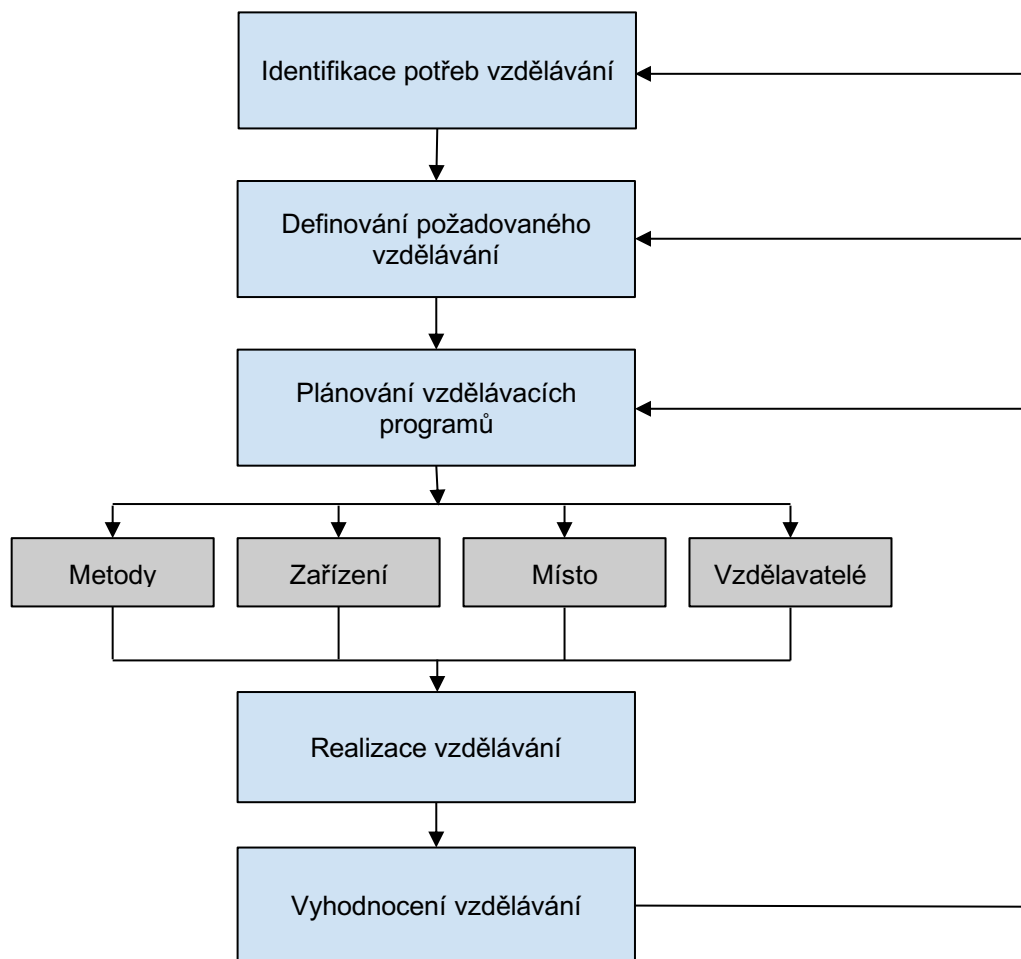 Identifikace potřeb vzdělávání
Definování požadovaného
vzdělávání
Plánování vzdělávacích
programů
Metody
Zařízení
Místo
Vzdělavatelé
Realizace vzdělávání
Vyhodnocení vzdělávání